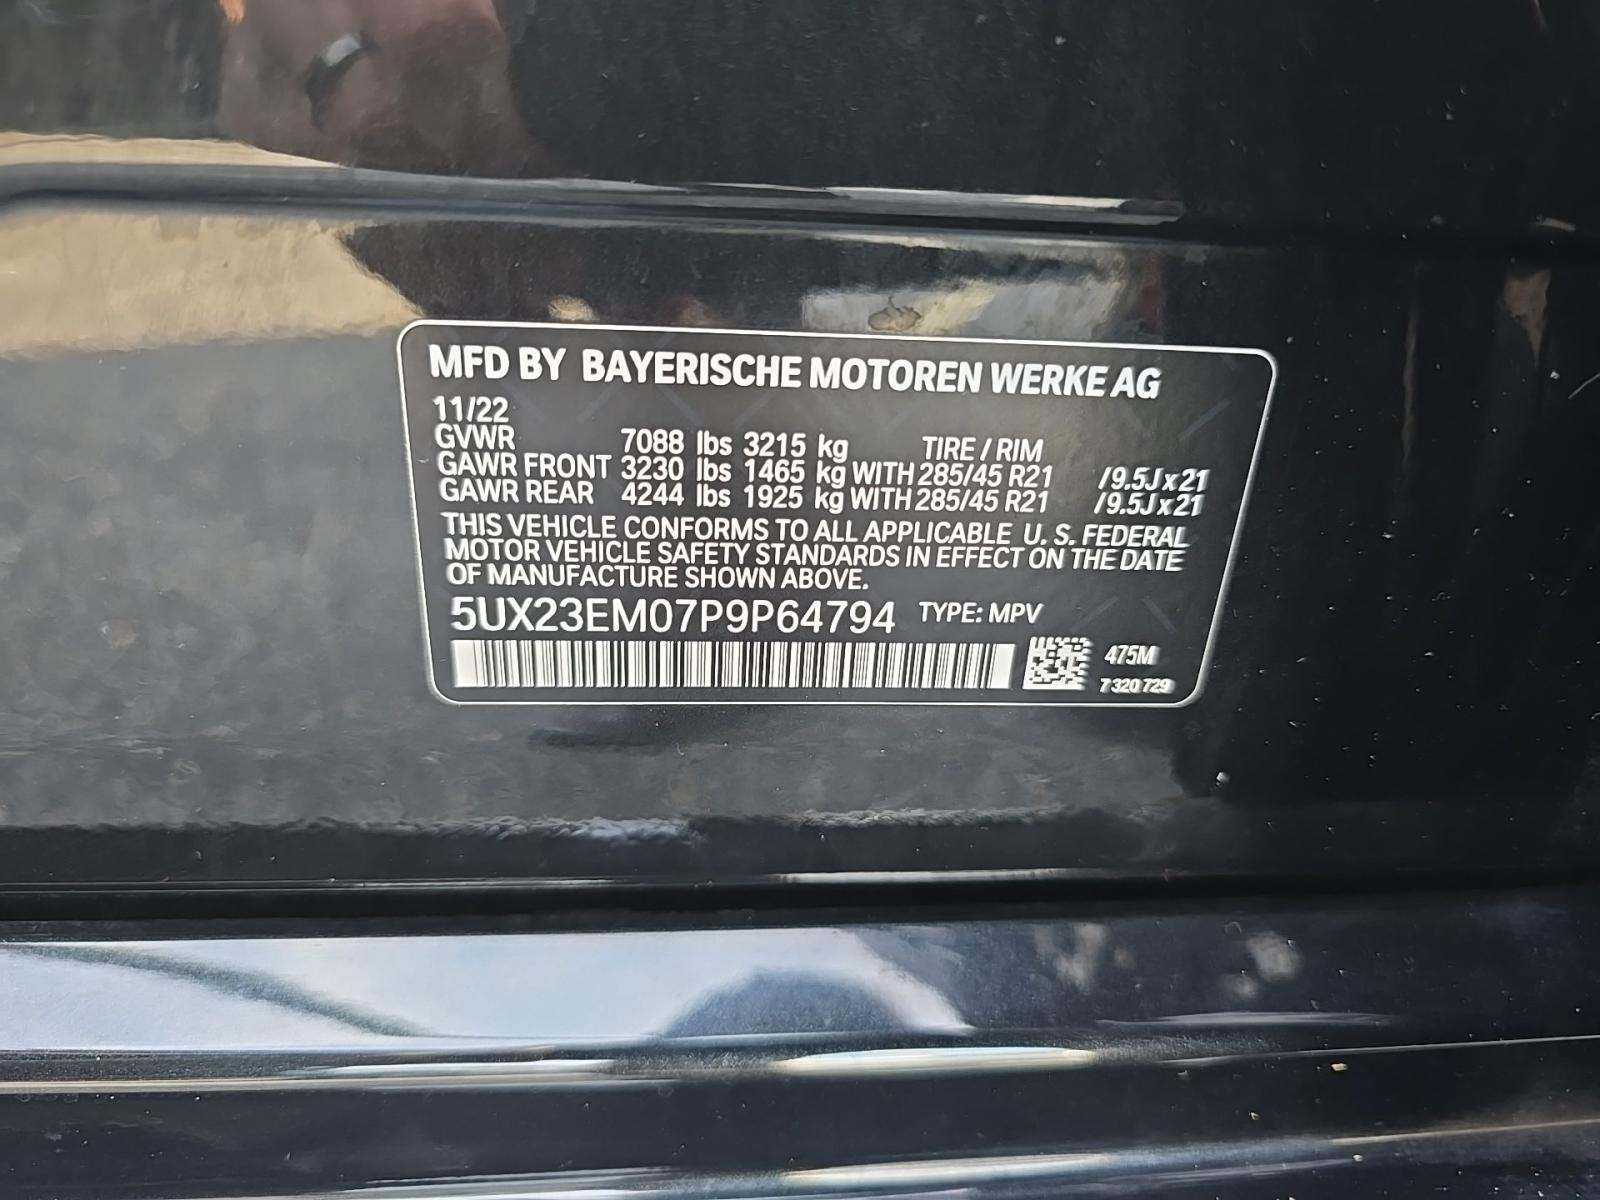 MFD BY BAYERISCHE MOTOREN WERKE AG
11/22
GVWR 7088 lbs 3215 kg TIRE / RIM
GAWR FRONT 3230 lbs 1465 kg WITH 285/45 R21 /9.5J x 21
GAWR REAR 4244 lbs 1925 kg WITH 285/45 R21 /9.5J x 21
THIS VEHICLE CONFORMS TO ALL APPLICABLE U. S. FEDERAL
MOTOR VEHICLE SAFETY STANDARDS IN EFFECT ON THE DATE
OF MANUFACTURE SHOWN ABOVE.
5UX23EM07P9P64794 TYPE: MPV
475M
7 320 729